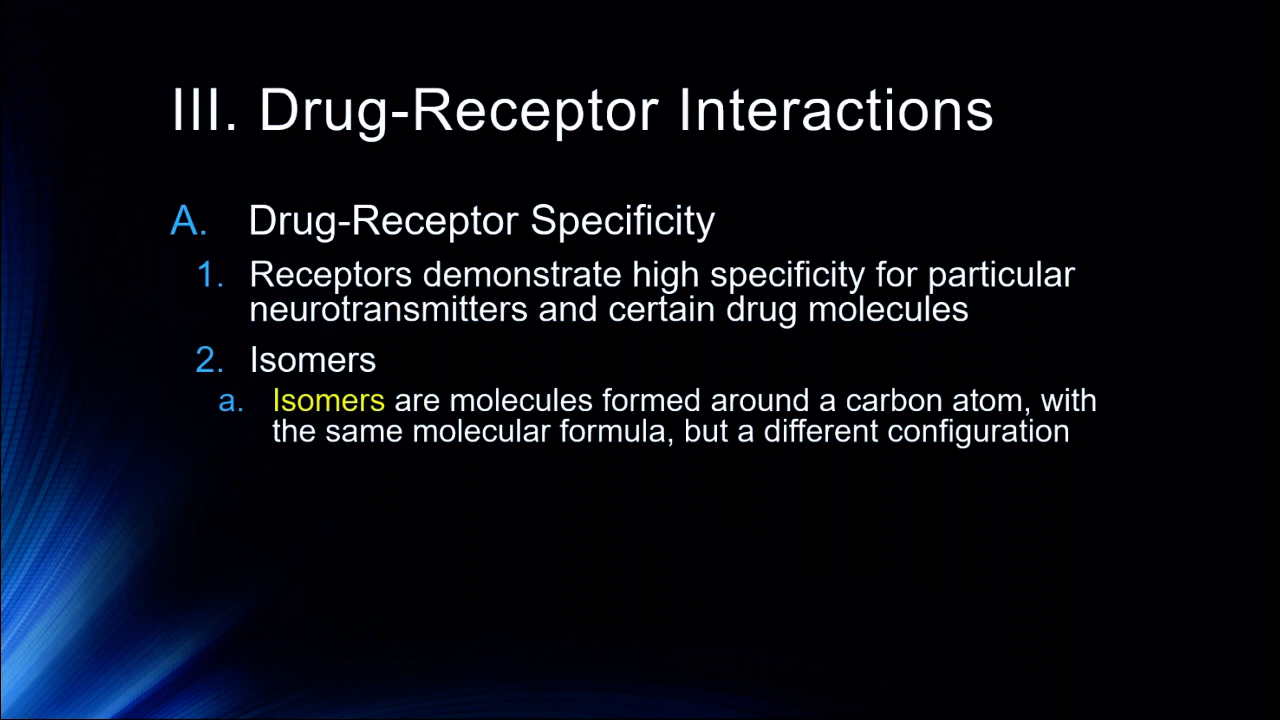 III. Drug-Receptor Interactions
A. Drug-Receptor Specificity
1. Receptors demonstrate high specificity for particular
neurotransmitters and certain drug molecules
2. Isomers
a. Isomers are molecules formed around a carbon atom, with
the same molecular formula, but a different configuration